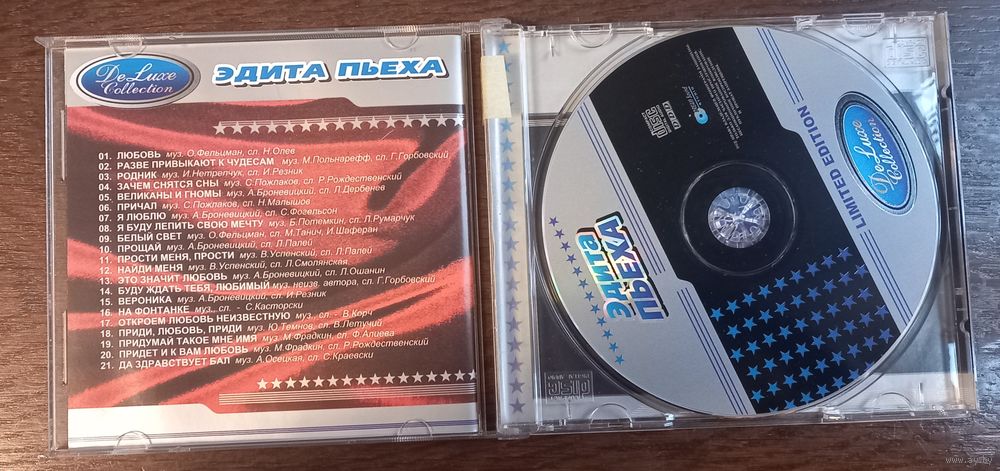 De Luxe
Collection
ЭДИТА ПЬЕХА
01. ЛЮБОВЬ муз. О.Фельцман, сл. Н.Олев
02. РАЗВЕ ПРИВЫКАЮТ К ЧУДЕСАМ муз. М.Польнарефф, сл. Г.Горбовский
03. РОДНИК муз. И.Нетрепчук, сл. И.Резник
04. ЗАЧЕМ СНЯТСЯ СНЫ муз. С.Пожлаков, сл. Р.Рождественский
05. ВЕЛИКАНЫ И ГНОМЫ муз. А.Броневицкий, сл. Л.Дербенев
06. ПРИЧАЛ муз. С.Пожлаков, сл. Н.Малышов
07. Я ЛЮБЛЮ муз. А.Броневицкий, сл. С.Фогельсон
08. Я БУДУ ЛЕПИТЬ СВОЮ МЕЧТУ муз. Б.Потемкин, сл. Л.Румарчук
09. БЕЛЫЙ СВЕТ муз. О.Фельцман, сл. М.Танич, И.Шаферан
10. ПРОЩАЙ муз. А.Броневицкий, сл. Л.Палей
11. ПРОСТИ МЕНЯ, ПРОСТИ муз. В.Успенский, сл. Л.Палей
12. НАЙДИ МЕНЯ муз. В.Успенский, сл. Л.Смолянская
13. ЭТО ЗНАЧИТ ЛЮБОВЬ муз. А.Броневицкий, сл. Л.Ошанин
14. БУДУ ЖДАТЬ ТЕБЯ, ЛЮБИМЫЙ муз. неизв. автора, сл. Г.Горбовский
15. ВЕРОНИКА муз. А.Броневицкий, сл. И.Резник
16. НА ФОНТАНКЕ муз., сл. - С.Касторски
17. ОТКРОЕМ ЛЮБОВЬ НЕИЗВЕСТНУЮ муз., сл. - В.Корч
18. ПРИДИ, ЛЮБОВЬ, ПРИДИ муз. Ю.Темнов, сл. В.Летучий
19. ПРИДУМАЙ ТАКОЕ МНЕ ИМЯ муз. М.Фрадкин, сл. Ф.Алиева
20. ПРИДЕТ И К ВАМ ЛЮБОВЬ муз. М.Фрадкин, сл. Р.Рождественский
21. ДА ЗДРАВСТВУЕТ БАЛ муз. А.Осецкая, сл. С.Краевски
De Luxe
Collection
LIMITED EDITION
ЭДИТА
ПЬЕХА
disc
disc
www.ay.by